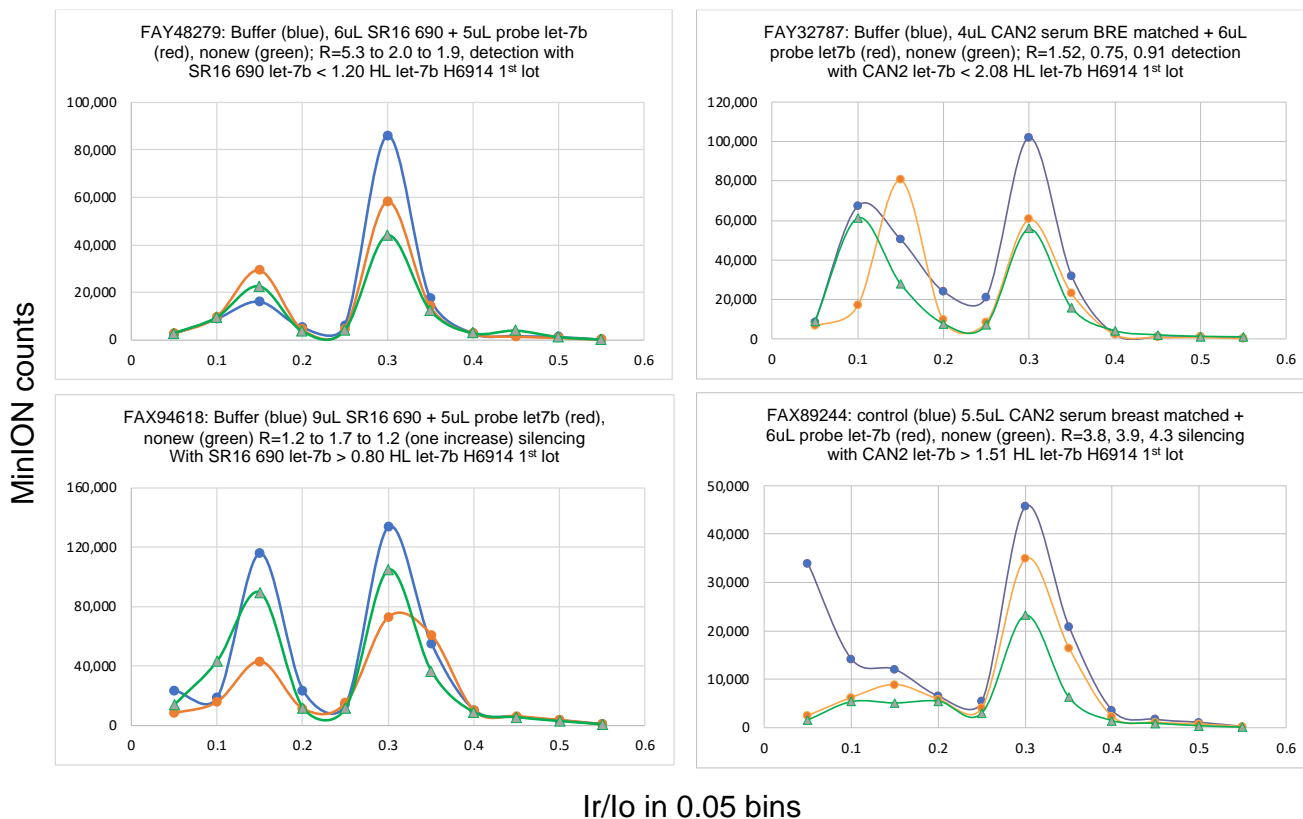 FAY48279: Buffer (blue), 6uL SR16 690 + 5uL probe let-7b
(red), nonew (green); R=5.3 to 2.0 to 1.9, detection with
SR16 690 let-7b < 1.20 HL let-7b H6914 1st lot
100,000
80,000
60,000
40,000
20,000
0
0 0.1 0.2 0.3 0.4 0.5 0.6
FAY32787: Buffer (blue), 4uL CAN2 serum BRE matched + 6uL
probe let7b (red), nonew (green); R=1.52, 0.75, 0.91 detection
with CAN2 let-7b < 2.08 HL let-7b H6914 1st lot
120,000
100,000
80,000
60,000
40,000
20,000
0
0 0.1 0.2 0.3 0.4 0.5 0.6
MinION counts
FAX94618: Buffer (blue) 9uL SR16 690 + 5uL probe let7b (red),
nonew (green) R=1.2 to 1.7 to 1.2 (one increase) silencing
With SR16 690 let-7b > 0.80 HL let-7b H6914 1st lot
160,000
120,000
80,000
40,000
0
0 0.1 0.2 0.3 0.4 0.5 0.6
FAX89244: control (blue) 5.5uL CAN2 serum breast matched +
6uL probe let-7b (red), nonew (green). R=3.8, 3.9, 4.3 silencing
with CAN2 let-7b > 1.51 HL let-7b H6914 1st lot
50,000
40,000
30,000
20,000
10,000
0
0 0.1 0.2 0.3 0.4 0.5 0.6
Ir/Io in 0.05 bins